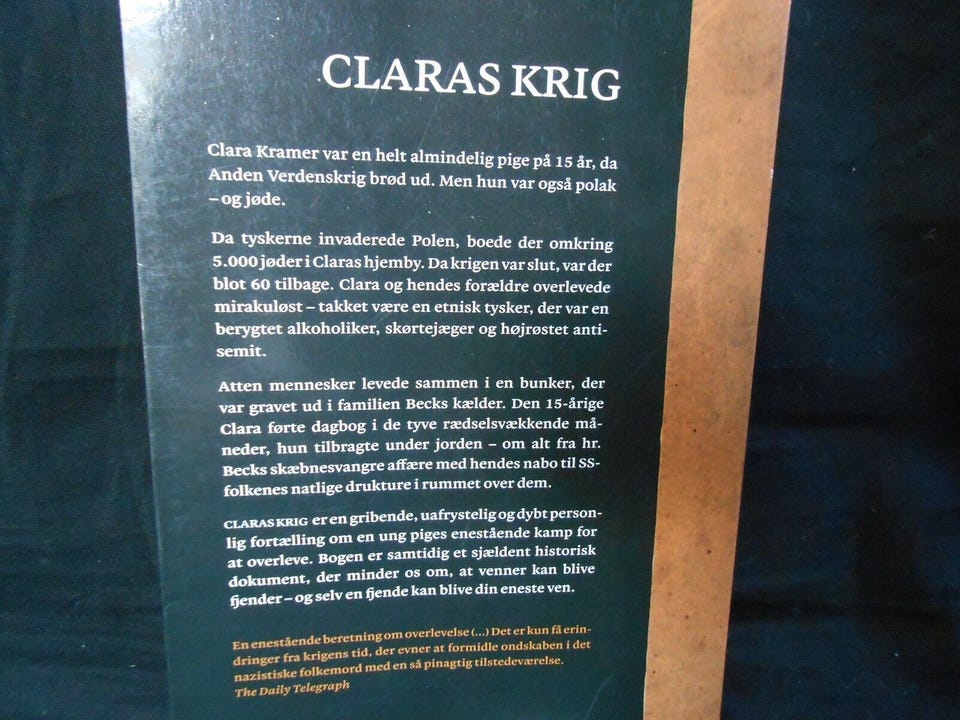 CLARAS KRIG
Clara Kramer var en helt almindelig pige på 15 år, da
Anden Verdenskrig brød ud. Men hun var også polak
– og jøde.
Da tyskerne invaderede Polen, boede der omkring
5.000 jøder i Claras hjemby. Da krigen var slut, var der
blot 60 tilbage. Clara og hendes forældre overlevede
mirakuløst – takket være en etnisk tysker, der var en
berygtet alkoholiker, skørtejæger og højrøstet anti-
semit.
Atten mennesker levede sammen i en bunker, der
var gravet ud i familien Becks kælder. Den 15-årige
Clara førte dagbog i de tyve rædselsvækkende må-
neder, hun tilbragte under jorden – om alt fra hr.
Becks skæbnesvangre affære med hendes nabo til SS-
folkenes natlige drukture i rummet over dem.
CLARAS KRIG er en gribende, uafrystelig og dybt person-
lig fortælling om en ung piges enestående kamp for
at overleve. Bogen er samtidig et sjældent historisk
dokument, der minder os om, at venner kan blive
fjender – og selv en fjende kan blive din eneste ven.
En enestående beretning om overlevelse (...) Det er kun få erin-
dringer fra krigens tid, der evner at formidle ondskaben i det
nazistiske folkemord med en så pinagtig tilstedeværelse.
The Daily Telegraph